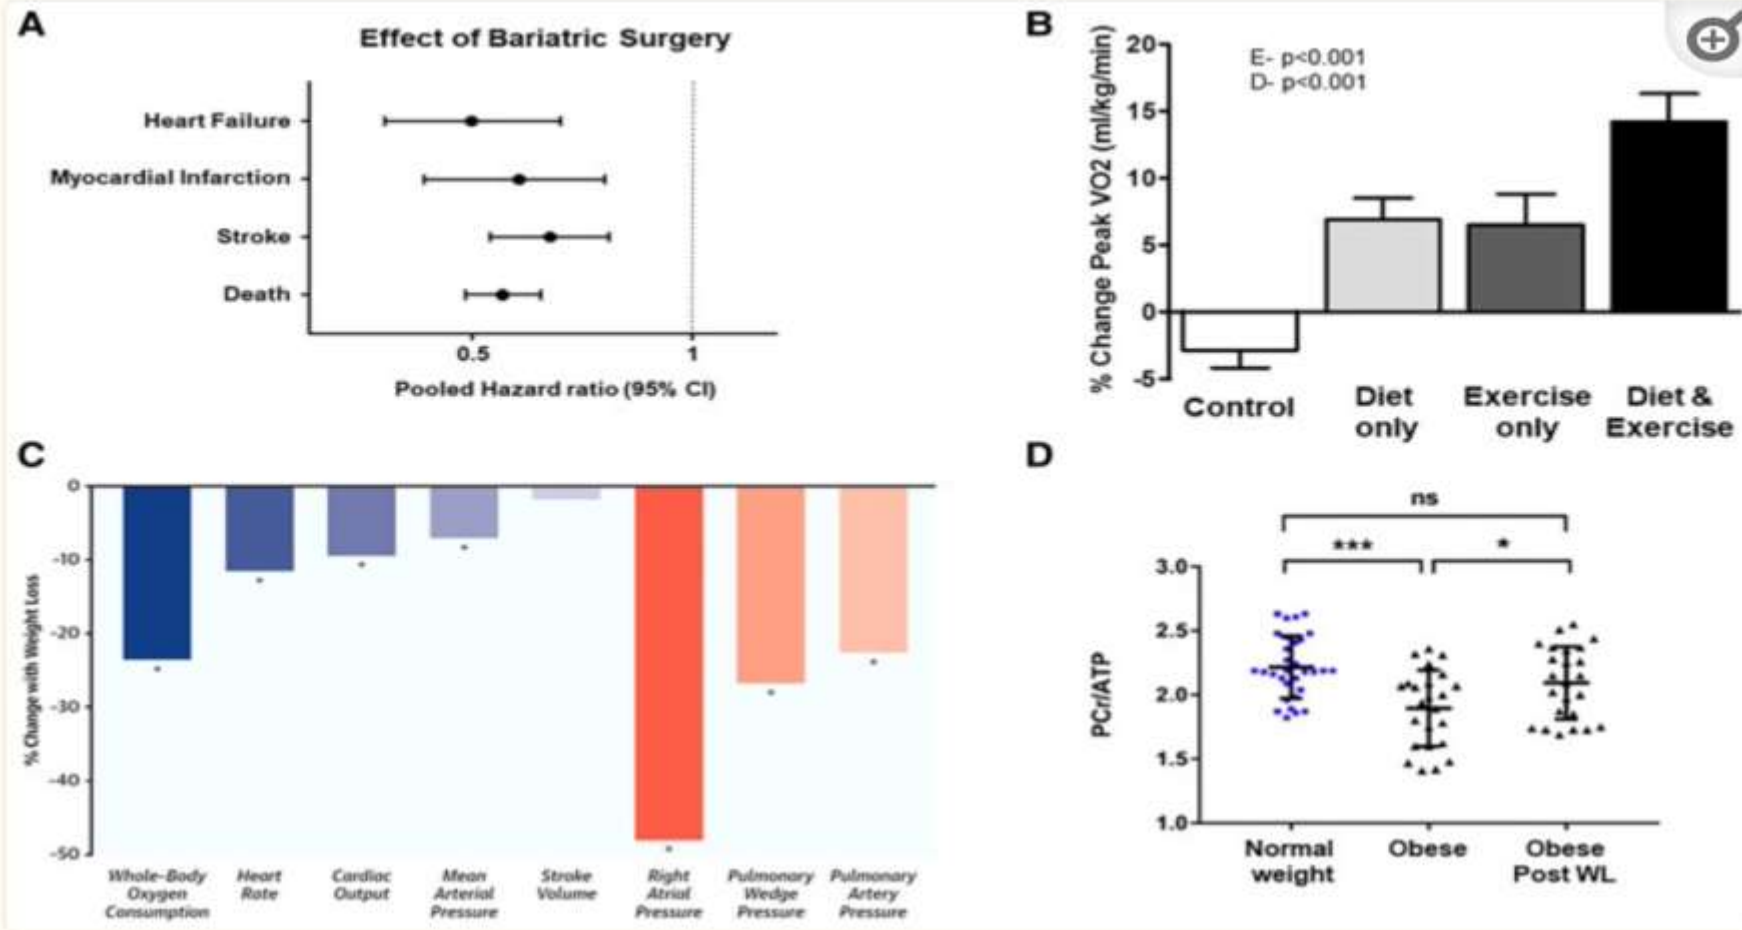 A
Effect of Bariatric Surgery
Heart Failure
Myocardial Infarction
Stroke
Death
0.5
1
Pooled Hazard ratio (95% CI)
B
% Change Peak VO2 (ml/kg/min)
20
15
10
5
0
-5
E- p<0.001
D- p<0.001
Control
Diet
only
Exercise
only
Diet &
Exercise
C
% Change with Weight Loss
0
-10
-20
-30
-40
-50
*
*
*
*
*
*
*
Whole-Body
Oxygen
Consumption
Heart
Rate
Cardiac
Output
Mean
Arterial
Pressure
Stroke
Volume
Right
Atrial
Pressure
Pulmonary
Wedge
Pressure
Pulmonary
Artery
Pressure
D
ns
***
*
PCr/ATP
3.0
2.5
2.0
1.5
1.0
Normal
weight
Obese
Obese
Post WL